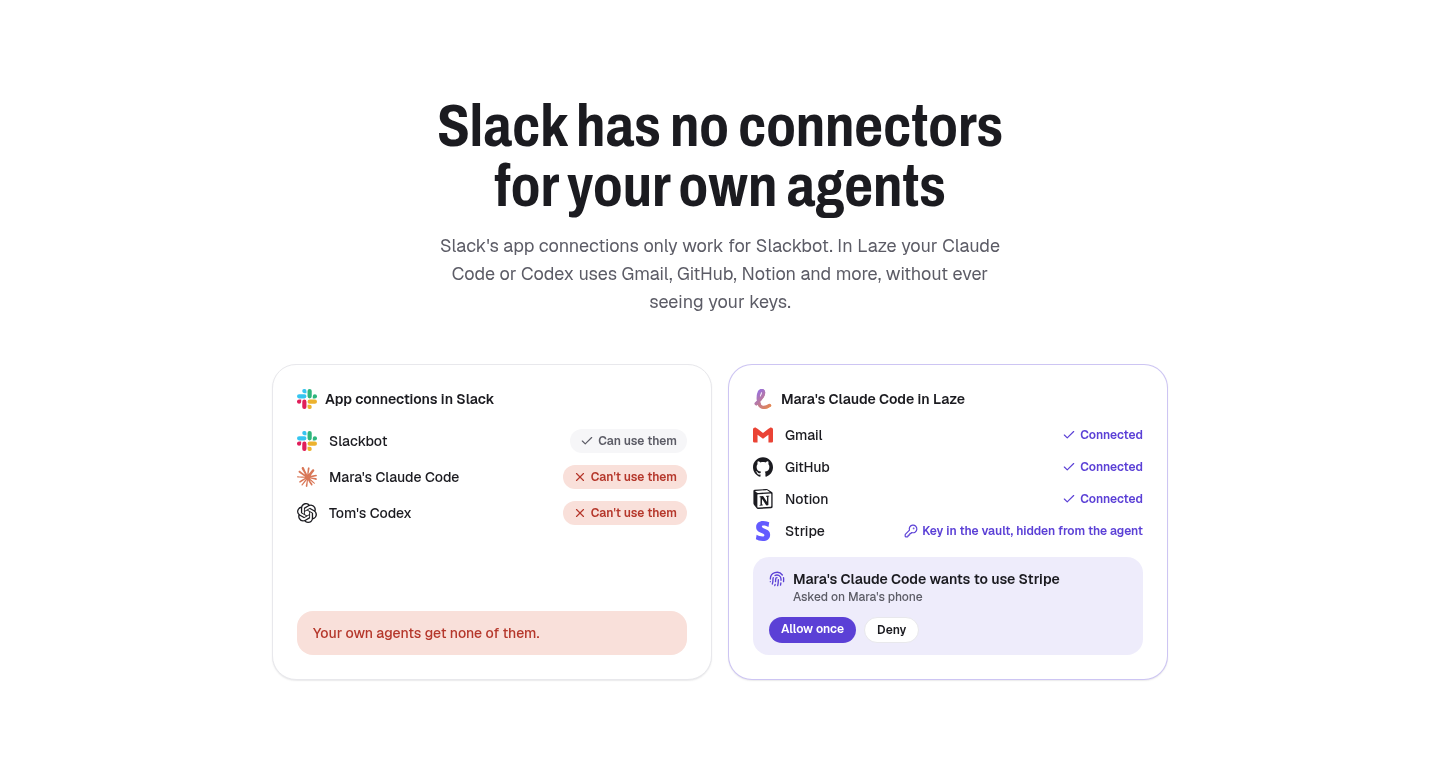 Slack has no connectors
for your own agents
Slack's app connections only work for Slackbot. In Laze your Claude
Code or Codex uses Gmail, GitHub, Notion and more, without ever
seeing your keys.
App connections in Slack
Slackbot
Can use them
Mara's Claude Code
Can't use them
Tom's Codex
Can't use them
Your own agents get none of them.
Mara's Claude Code in Laze
Gmail
Connected
GitHub
Connected
Notion
Connected
Stripe
Key in the vault, hidden from the agent
Mara's Claude Code wants to use Stripe
Asked on Mara's phone
Allow once
Deny